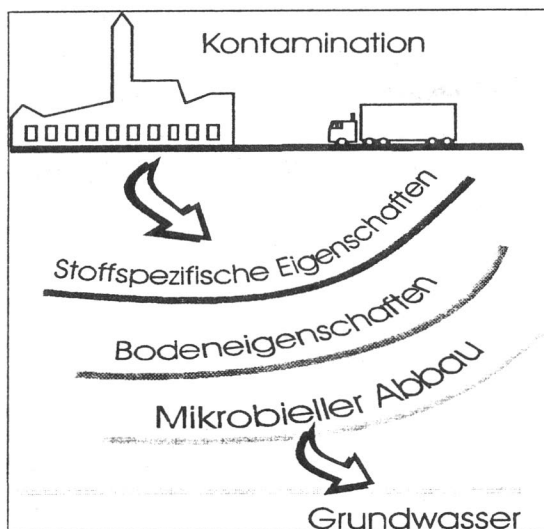 Kontamination
Stoffspezifische Eigenschaften
Bodeneigenschaften
Mikrobieller Abbau
Grundwasser